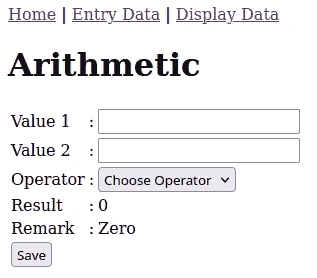 Home | Entry Data | Display Data
Arithmetic
Value 1 :
Value 2 :
Operator : Choose Operator
Result : 0
Remark : Zero
Save